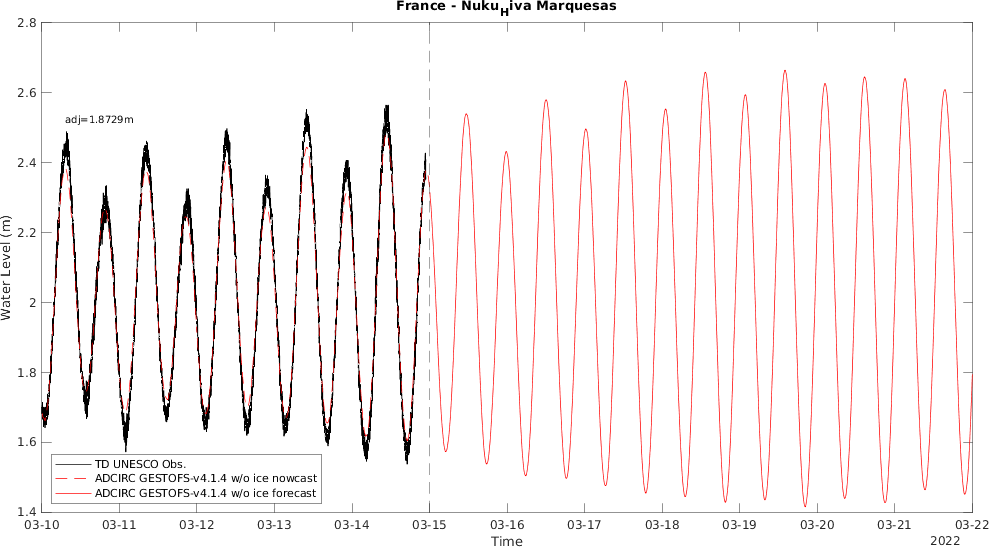 France - Nuku_Hiva Marquesas
2.8
2.6
2.4
2.2
2
1.8
1.6
1.4
Water Level (m)
adj=1.8729m
TD UNESCO Obs.
ADCIRC GESTOFS-v4.1.4 w/o ice nowcast
ADCIRC GESTOFS-v4.1.4 w/o ice forecast
03-10 03-11 03-12 03-13 03-14 03-15 03-16 03-17 03-18 03-19 03-20 03-21 03-22
Time
2022